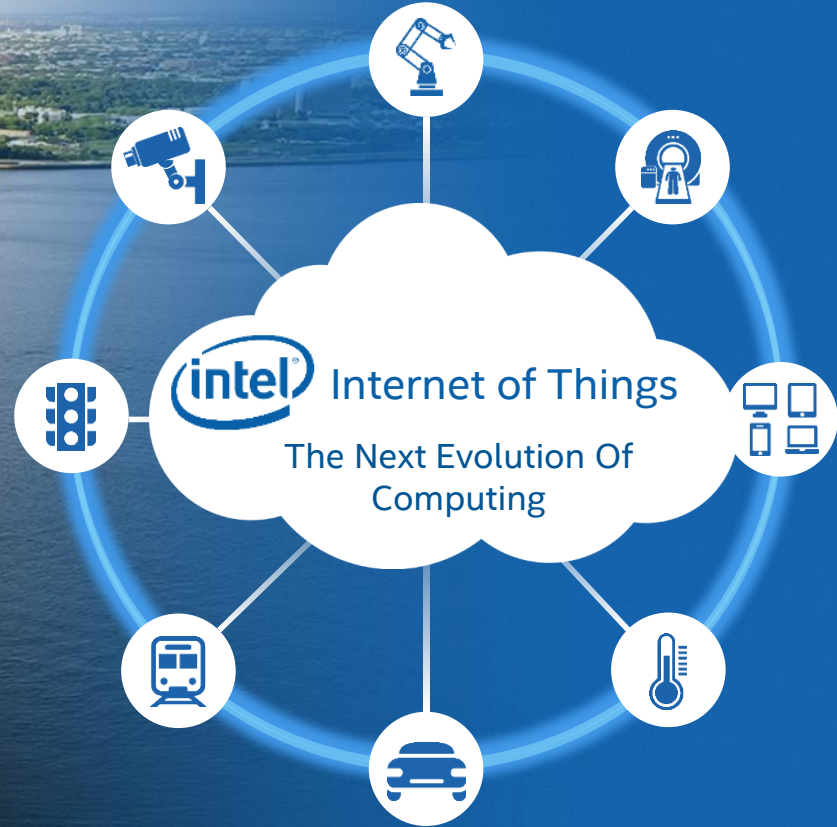 intel® Internet of Things
The Next Evolution Of
Computing